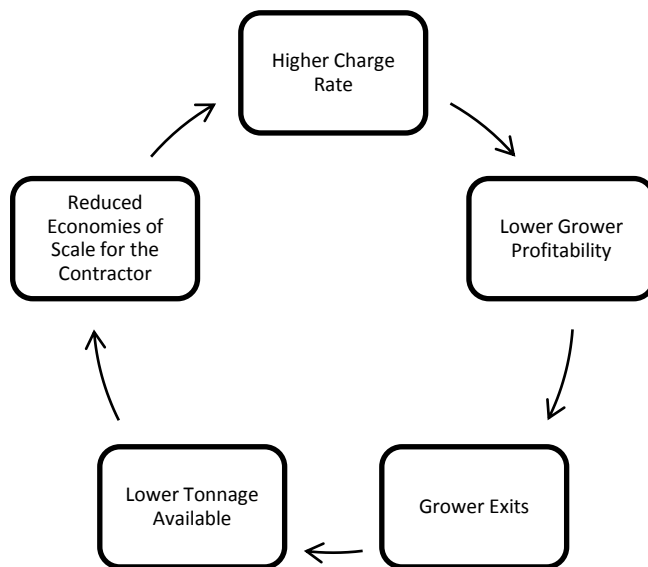 Higher Charge
Rate
Lower Grower
Profitability
Grower Exits
Lower Tonnage
Available
Reduced
Economies of
Scale for the
Contractor